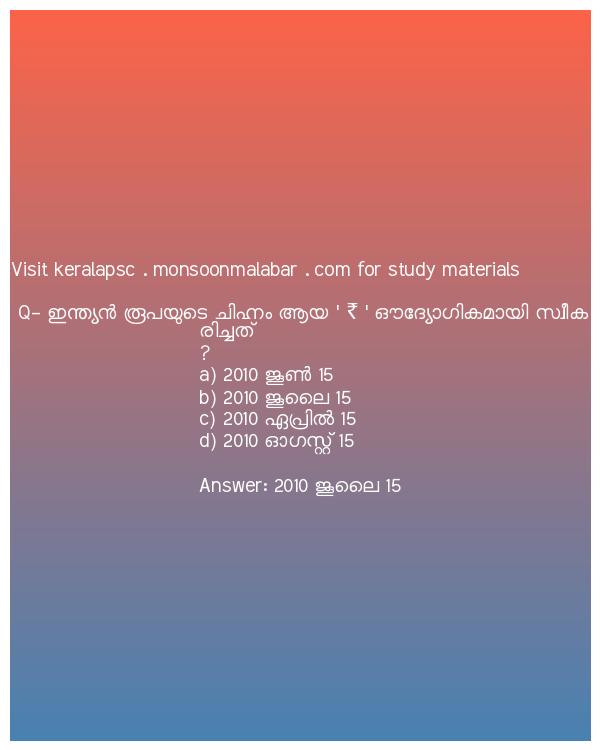 Visit keralapsc . monsoonmalabar . com for study materials
Q- ഇന്ത്യൻ രൂപയുടെ ചിഹ്നം ആയ ' ₹ ' ഔദ്യോഗികമായി സ്വീക
രിച്ചത്
?
a) 2010 ജൂൺ 15
b) 2010 ജൂലൈ 15
c) 2010 ഏപ്രിൽ 15
d) 2010 ഓഗസ്റ്റ് 15
Answer: 2010 ജൂലൈ 15